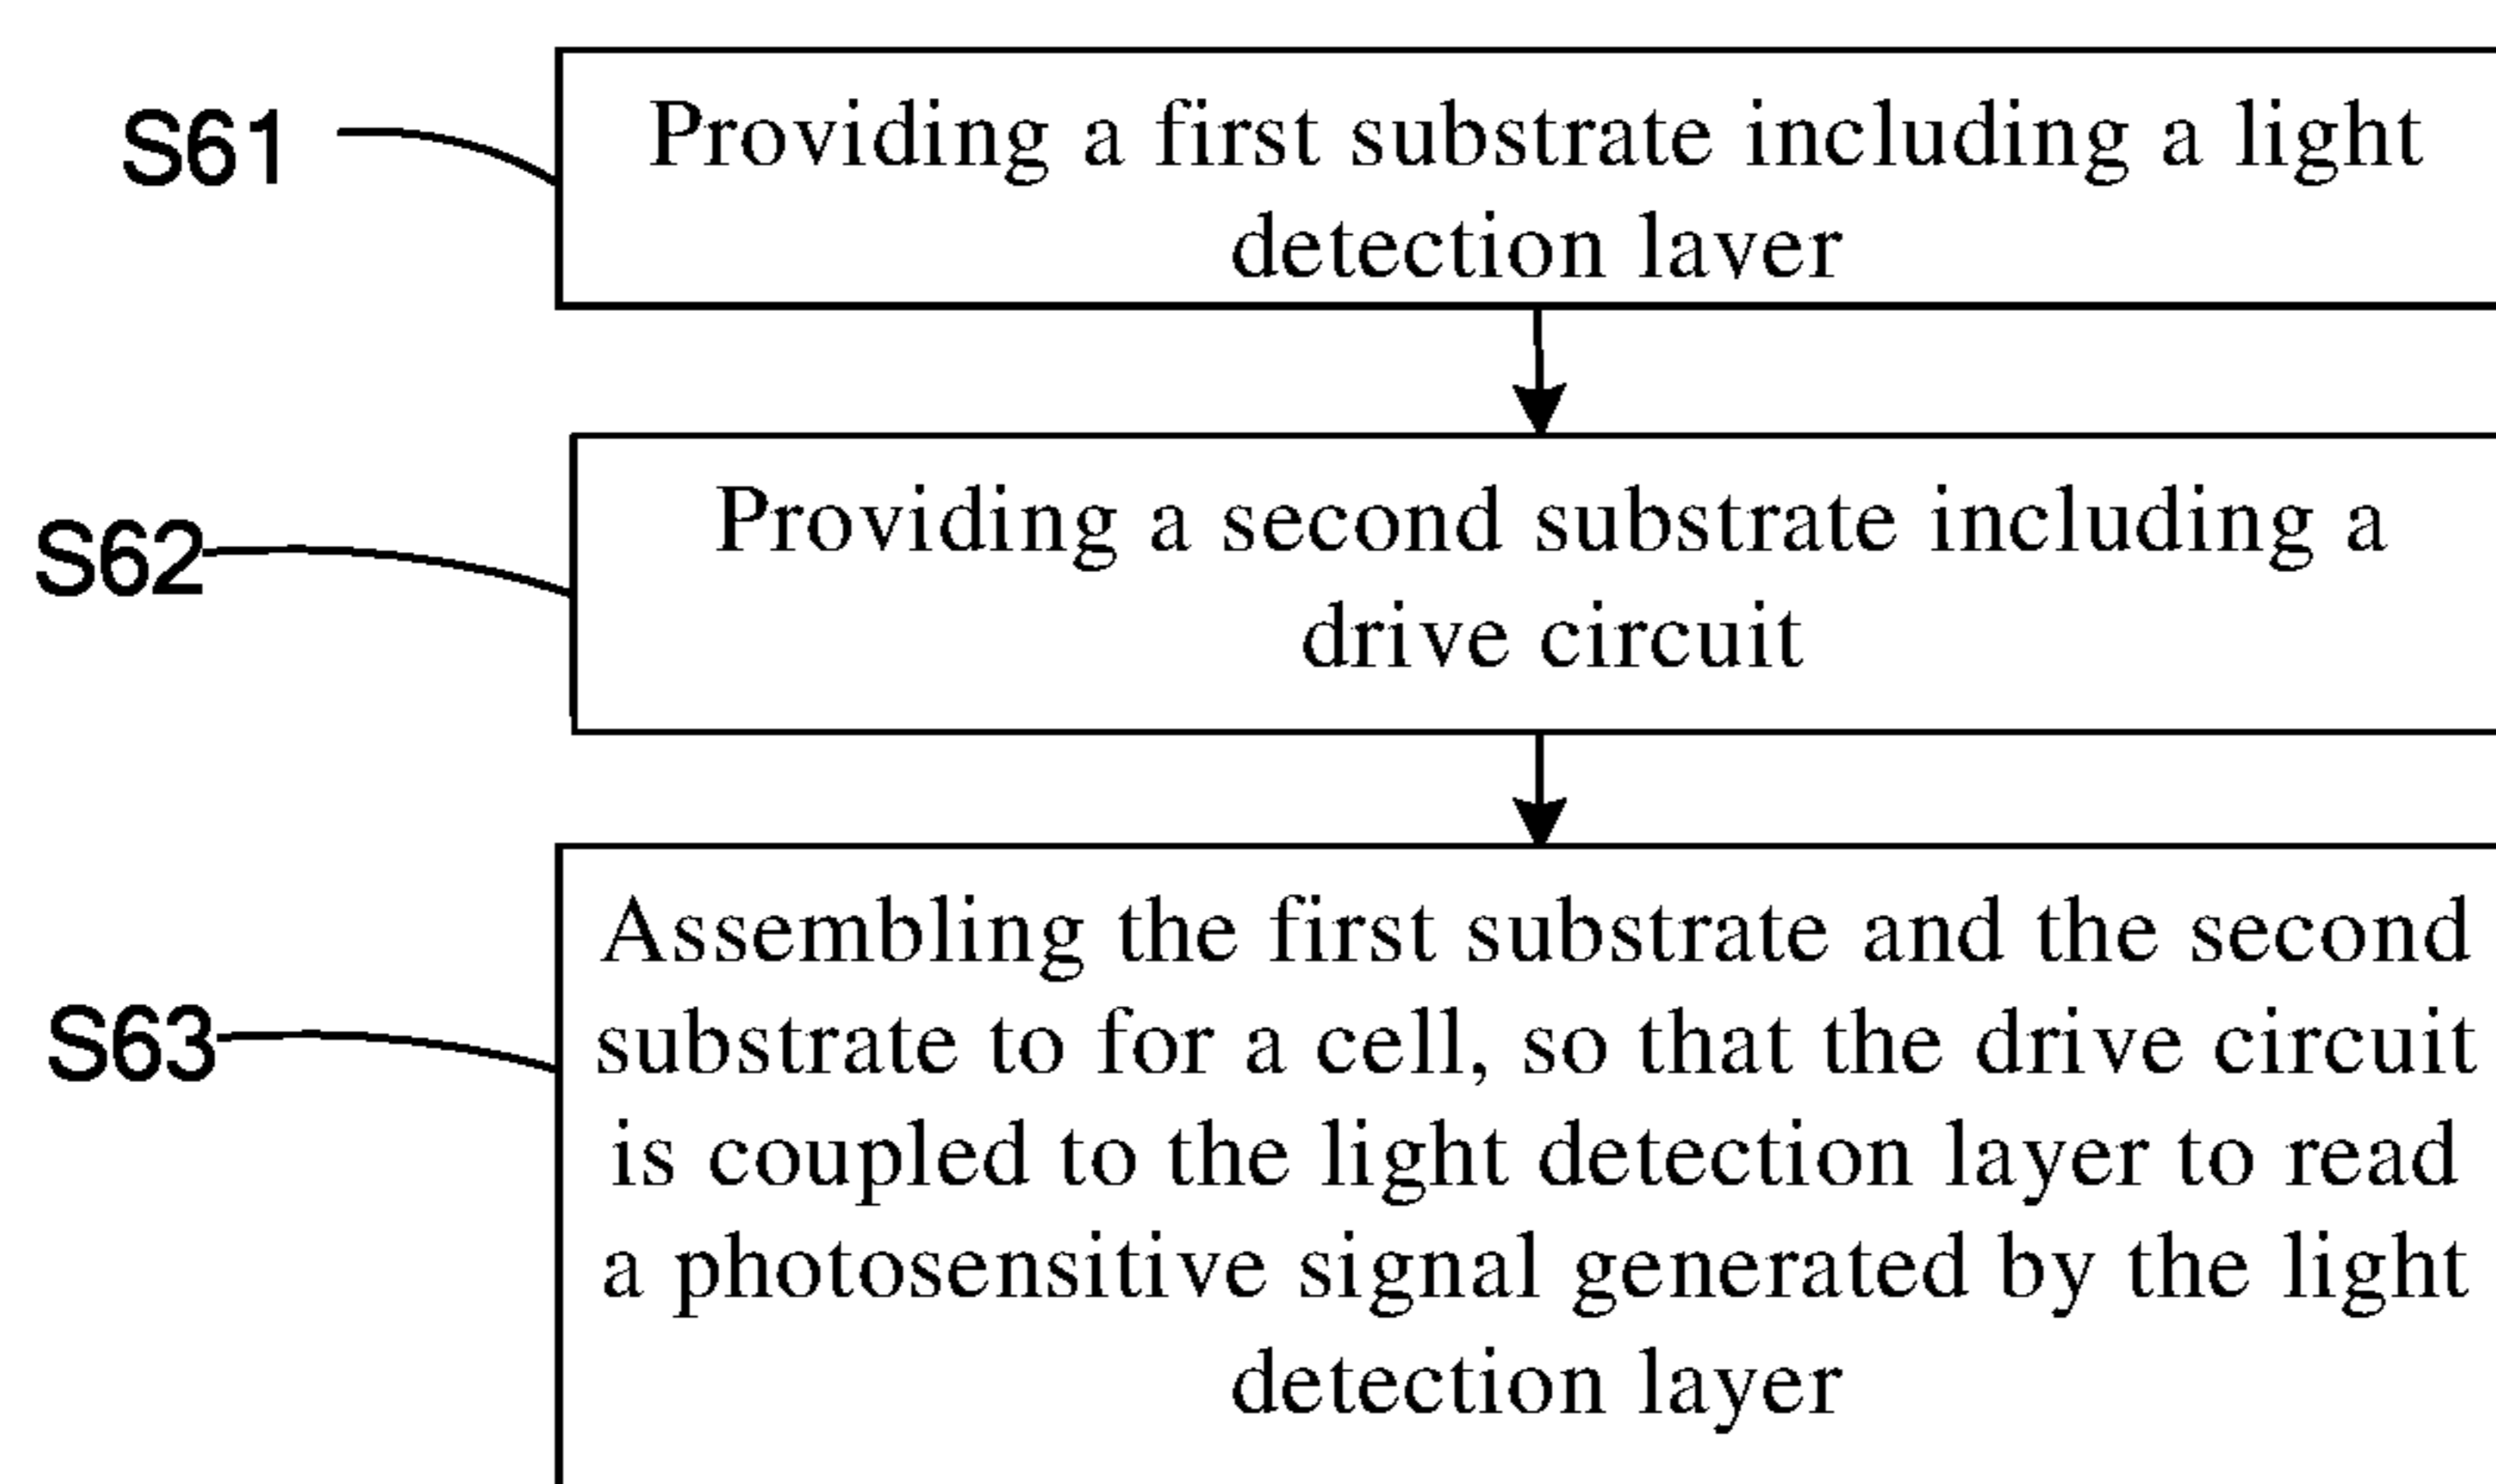 S61
Providing a first substrate including a light
detection layer
S62
Providing a second substrate including a
drive circuit
S63
Assembling the first substrate and the second
substrate to for a cell, so that the drive circuit
is coupled to the light detection layer to read
a photosensitive signal generated by the light
detection layer